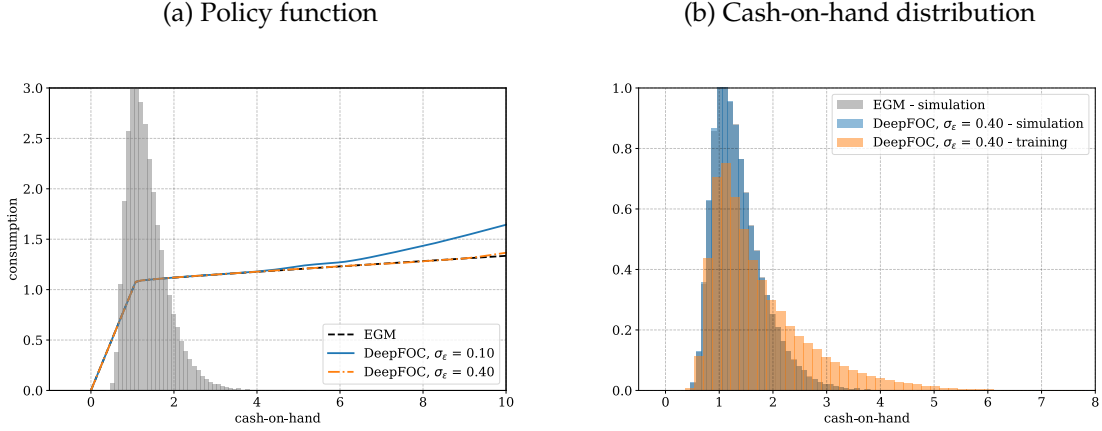 (a) Policy function
3.0
2.5
2.0
1.5
1.0
0.5
0.0
consumption
0
2
4
6
8
10
cash-on-hand
EGM
DeepFOC, σε = 0.10
DeepFOC, σε = 0.40
(b) Cash-on-hand distribution
1.0
0.8
0.6
0.4
0.2
0.0
0
1
2
3
4
5
6
7
8
cash-on-hand
EGM - simulation
DeepFOC, σε = 0.40 - simulation
DeepFOC, σε = 0.40 - training